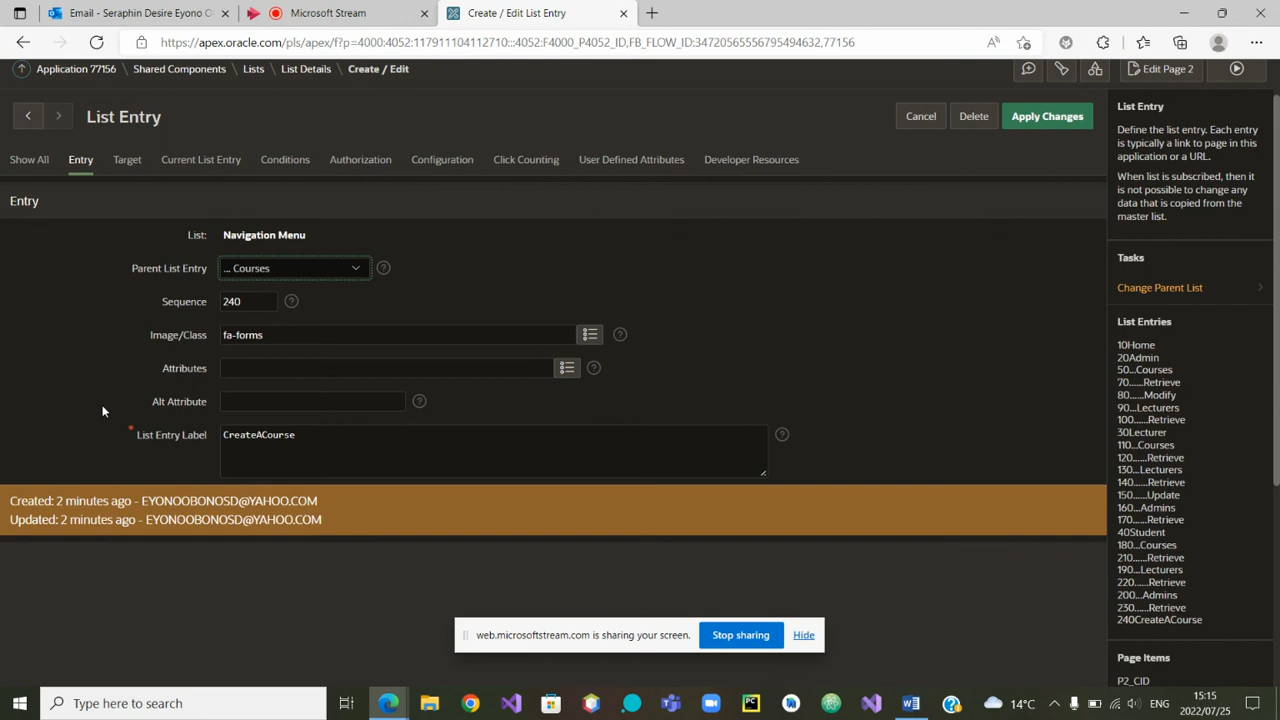 Email - Seraphin Desire Eyono O
Microsoft Stream
Create / Edit List Entry
https://apex.oracle.com/pls/apex/f?p=4000:4052:117911104112710:::4052:F4000_P4052_ID,FB_FLOW_ID:34720565556795494632,77156
Application 77156
Shared Components
Lists
List Details
Create / Edit
Edit Page 2
List Entry
Cancel
Delete
Apply Changes
Show All
Entry
Target
Current List Entry
Conditions
Authorization
Configuration
Click Counting
User Defined Attributes
Developer Resources
Entry
List:
Navigation Menu
Parent List Entry
... Courses
Sequence
240
Image/Class
fa-forms
Attributes
Alt Attribute
* List Entry Label
CreateACourse
Created: 2 minutes ago - EYONOOBONOSD@YAHOO.COM
Updated: 2 minutes ago - EYONOOBONOSD@YAHOO.COM
List Entry
Define the list entry. Each entry
is typically a link to page in this
application or a URL.
When list is subscribed, then it
is not possible to change any
data that is copied from the
master list.
Tasks
Change Parent List
List Entries
10Home
20Admin
50...Courses
70......Retrieve
80......Modify
90...Lecturers
100......Retrieve
30Lecturer
110...Courses
120......Retrieve
130...Lecturers
140......Retrieve
150......Update
160...Admins
170......Retrieve
40Student
180...Courses
210......Retrieve
190...Lecturers
220......Retrieve
200...Admins
230......Retrieve
240CreateACourse
Page Items
P2_CID
web.microsoftstream.com is sharing your screen.
Stop sharing
Hide
Type here to search
14°C
ENG
15:15
2022/07/25